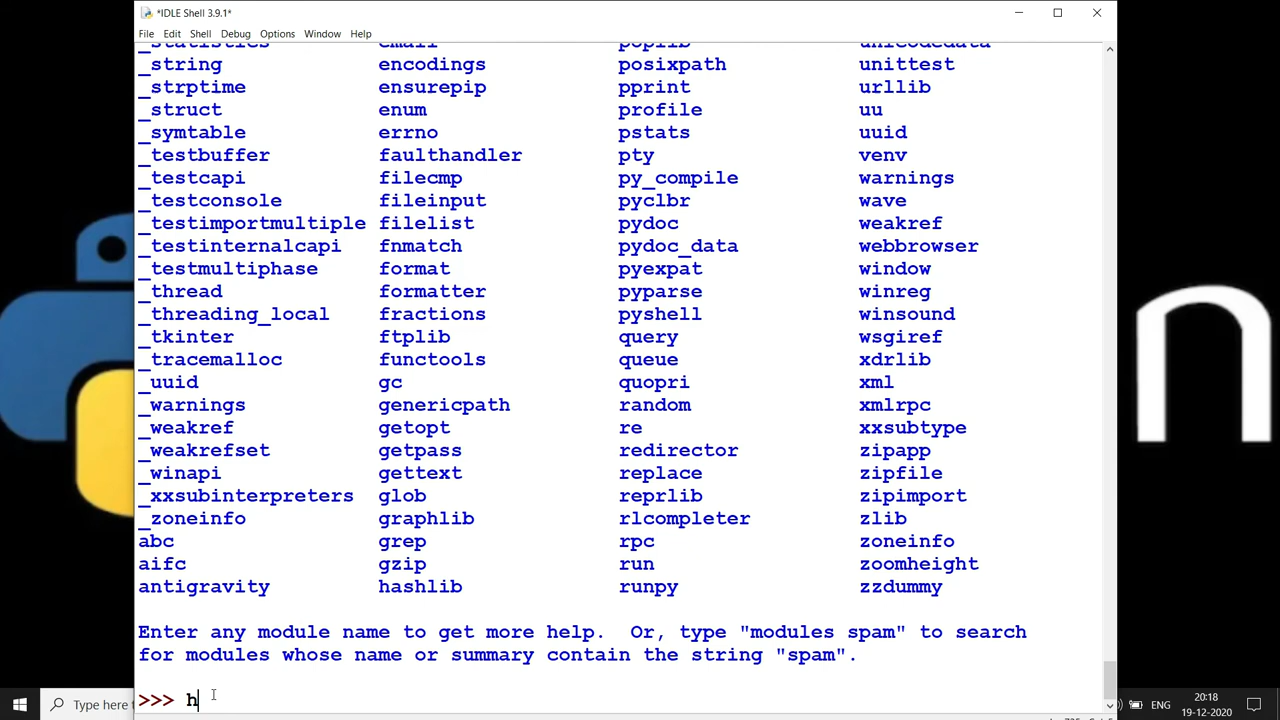 *IDLE Shell 3.9.1*
File Edit Shell Debug Options Window Help
_statistics email poplib unicodedata
_string encodings posixpath unittest
_strptime ensurepip pprint urllib
_struct enum profile uu
_symtable errno pstats uuid
_testbuffer faulthandler pty venv
_testcapi filecmp py_compile warnings
_testconsole fileinput pyclbr wave
_testimportmultiple filelist pydoc weakref
_testinternalcapi fnmatch pydoc_data webbrowser
_testmultiphase format pyexpat window
_thread formatter pyparse winreg
_threading_local fractions pyshell winsound
_tkinter ftplib query wsgiref
_tracemalloc functools queue xdrlib
_uuid gc quopri xml
_warnings genericpath random xmlrpc
_weakref getopt re xxsubtype
_weakrefset getpass redirector zipapp
_winapi gettext replace zipfile
_xxsubinterpreters glob reprlib zipimport
_zoneinfo graphlib rlcompleter zlib
abc grep rpc zoneinfo
aifc gzip run zoomheight
antigravity hashlib runpy zzdummy
Enter any module name to get more help.  Or, type "modules spam" to search
for modules whose name or summary contain the string "spam".
>>> h
n
Type here t
ENG
20:18
19-12-2020